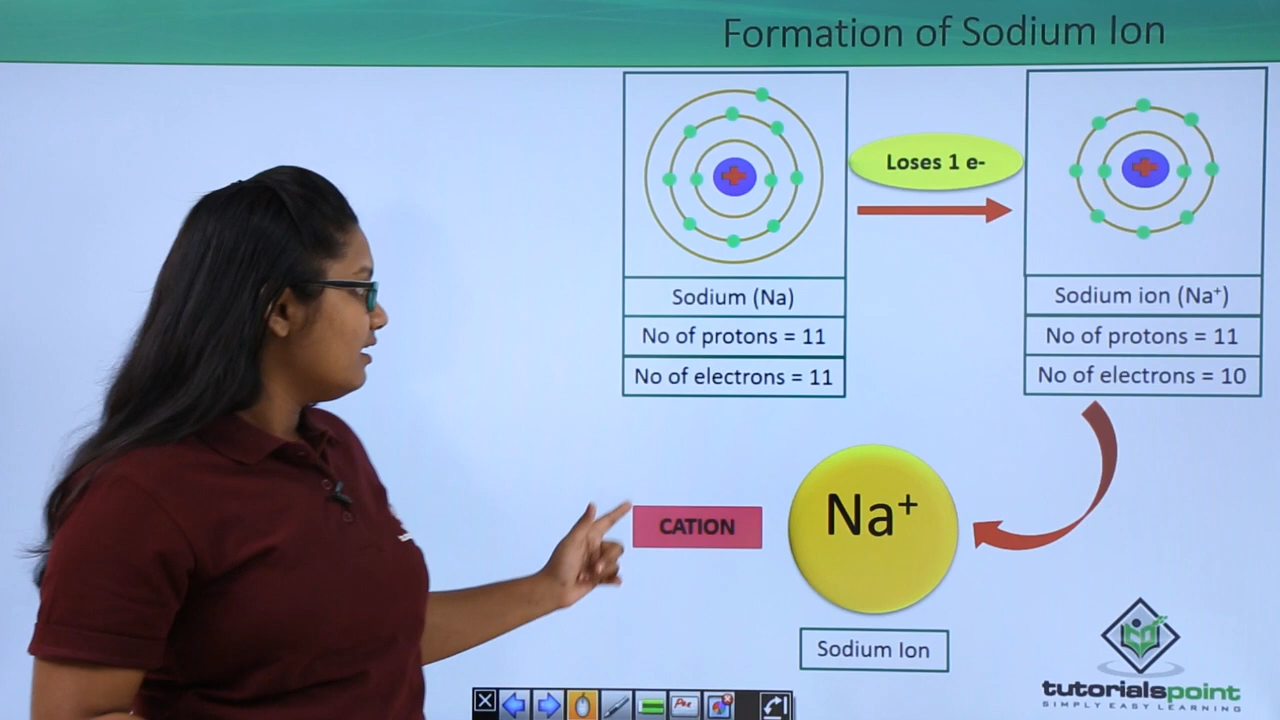 Formation of Sodium Ion
Loses 1 e-
Sodium (Na)
No of protons = 11
No of electrons = 11
Sodium ion (Na⁺)
No of protons = 11
No of electrons = 10
CATION
Na⁺
Sodium Ion
tutorialspoint
SIMPLY EASY LEARNING